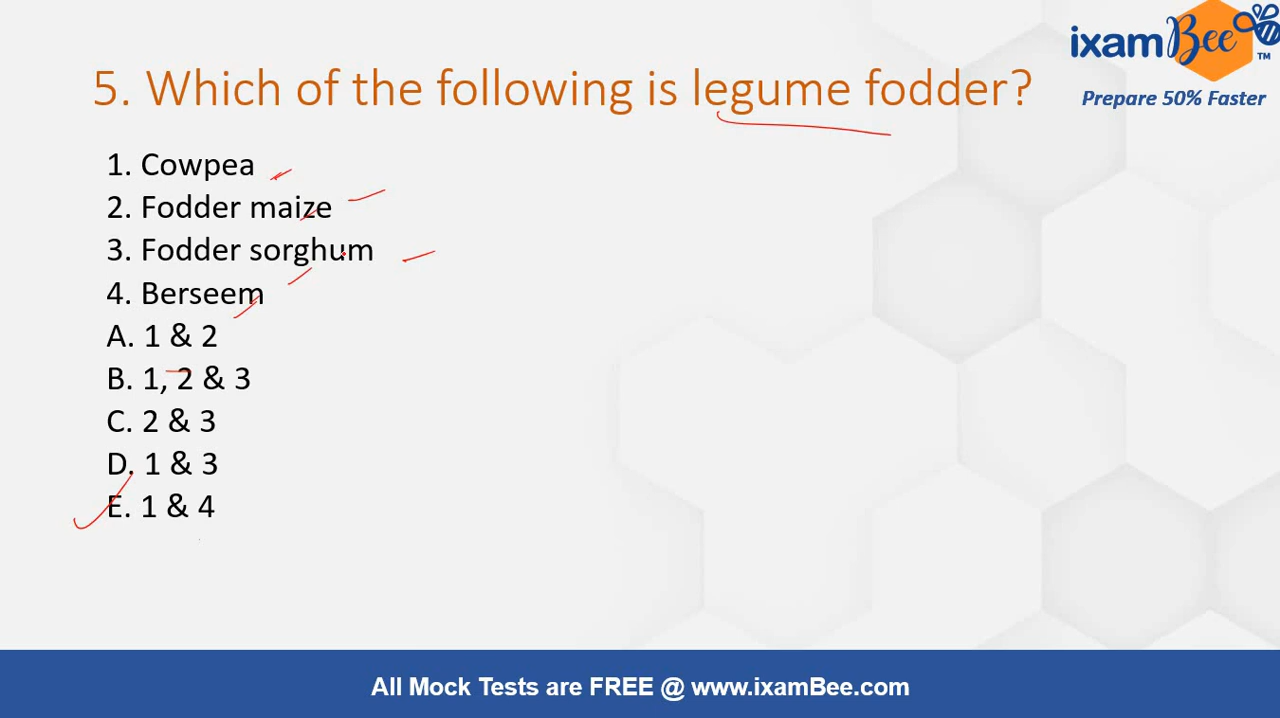 ixamBee
TM
Prepare 50% Faster
5. Which of the following is legume fodder?
1. Cowpea
2. Fodder maize
3. Fodder sorghum
4. Berseem
A. 1 & 2
B. 1, 2 & 3
C. 2 & 3
D. 1 & 3
E. 1 & 4
All Mock Tests are FREE @ www.ixamBee.com